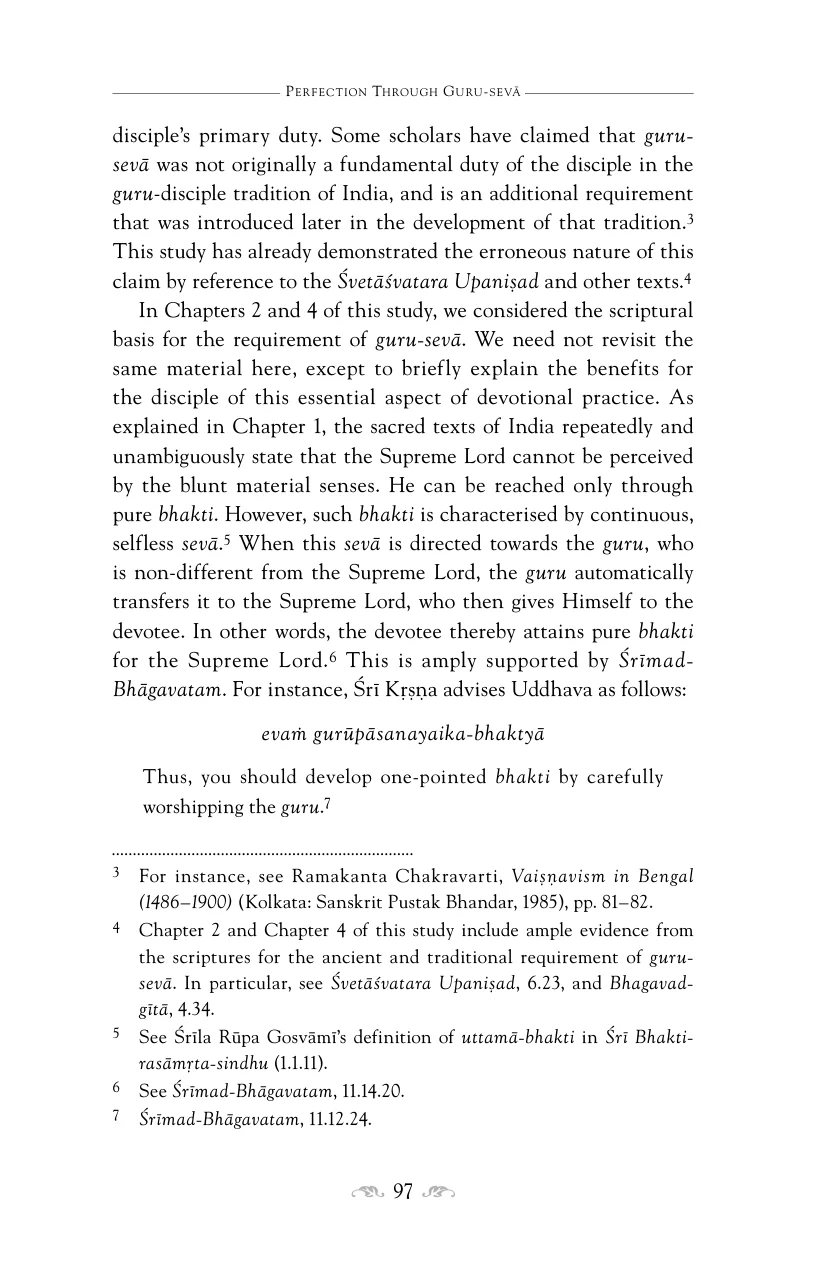 Perfection Through Guru-sevā
disciple's primary duty. Some scholars have claimed that guru-
sevā was not originally a fundamental duty of the disciple in the
guru-disciple tradition of India, and is an additional requirement
that was introduced later in the development of that tradition.3
This study has already demonstrated the erroneous nature of this
claim by reference to the Śvetāśvatara Upaniṣad and other texts.4
In Chapters 2 and 4 of this study, we considered the scriptural
basis for the requirement of guru-sevā. We need not revisit the
same material here, except to briefly explain the benefits for
the disciple of this essential aspect of devotional practice. As
explained in Chapter 1, the sacred texts of India repeatedly and
unambiguously state that the Supreme Lord cannot be perceived
by the blunt material senses. He can be reached only through
pure bhakti. However, such bhakti is characterised by continuous,
selfless sevā.5 When this sevā is directed towards the guru, who
is non-different from the Supreme Lord, the guru automatically
transfers it to the Supreme Lord, who then gives Himself to the
devotee. In other words, the devotee thereby attains pure bhakti
for the Supreme Lord.6 This is amply supported by Śrīmad-
Bhāgavatam. For instance, Śrī Kṛṣṇa advises Uddhava as follows:
evaṁ gurūpāsanayaika-bhaktyā
Thus, you should develop one-pointed bhakti by carefully
worshipping the guru.7
3 For instance, see Ramakanta Chakravarti, Vaiṣṇavism in Bengal
(1486–1900) (Kolkata: Sanskrit Pustak Bhandar, 1985), pp. 81–82.
4 Chapter 2 and Chapter 4 of this study include ample evidence from
the scriptures for the ancient and traditional requirement of guru-
sevā. In particular, see Śvetāśvatara Upaniṣad, 6.23, and Bhagavad-
gītā, 4.34.
5 See Śrīla Rūpa Gosvāmī's definition of uttamā-bhakti in Śrī Bhakti-
rasāmṛta-sindhu (1.1.11).
6 See Śrīmad-Bhāgavatam, 11.14.20.
7 Śrīmad-Bhāgavatam, 11.12.24.
97